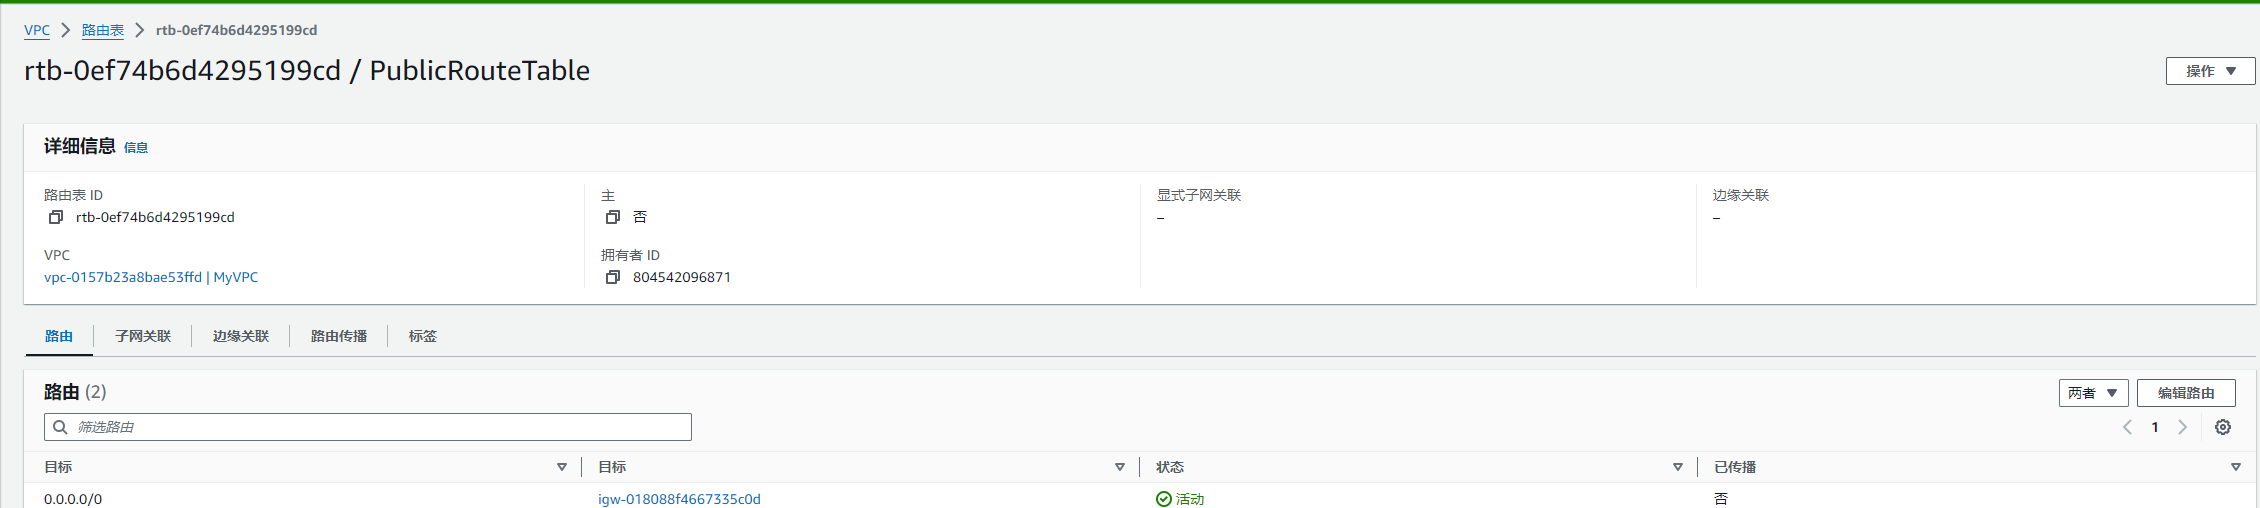 VPC > 路由表 > rtb-0ef74b6d4295199cd
rtb-0ef74b6d4295199cd / PublicRouteTable
操作
详细信息 信息
路由表 ID
rtb-0ef74b6d4295199cd
主
否
显式子网关联
–
边缘关联
–
VPC
vpc-0157b23a8bae53ffd | MyVPC
拥有者 ID
804542096871
路由 子网关联 边缘关联 路由传播 标签
路由 (2)
两者 编辑路由
筛选路由
1
目标 目标 状态 已传播
0.0.0.0/0 igw-018088f4667335c0d 活动 否